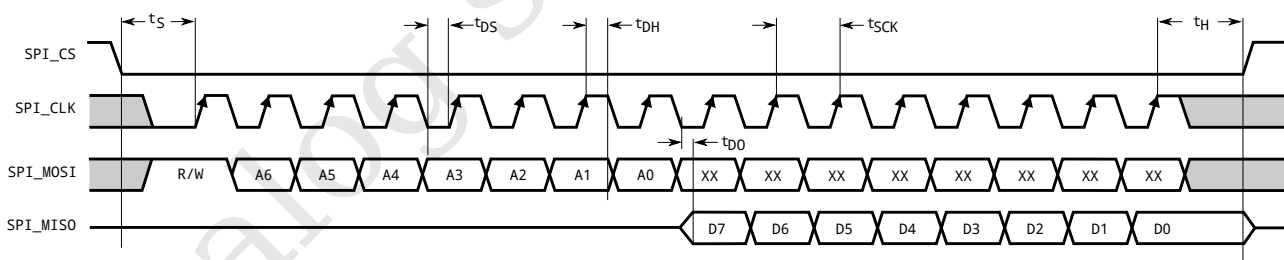 tS tDS tDH tSCK tH
SPI_CS
SPI_CLK
tDO
SPI_MOSI R/W A6 A5 A4 A3 A2 A1 A0 XX XX XX XX XX XX XX XX
SPI_MISO D7 D6 D5 D4 D3 D2 D1 D0